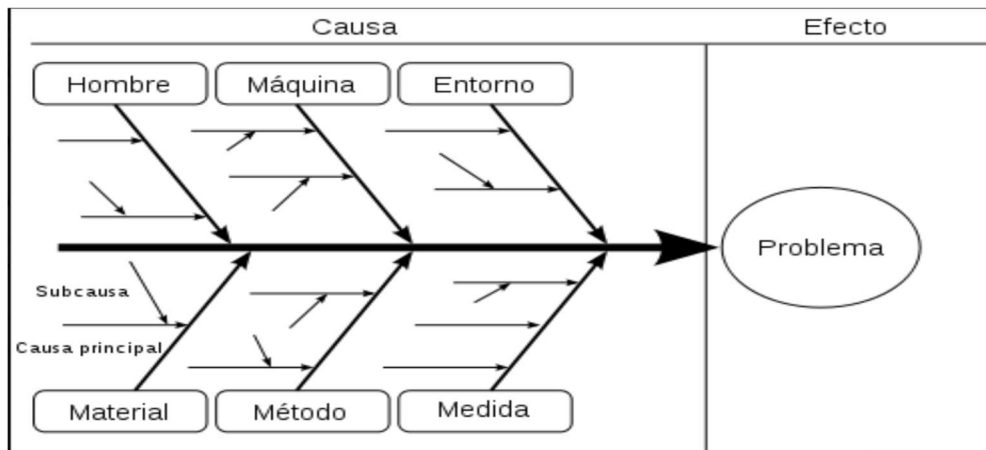 Causa
Efecto
Hombre
Máquina
Entorno
Problema
Subcausa
Causa principal
Material
Método
Medida